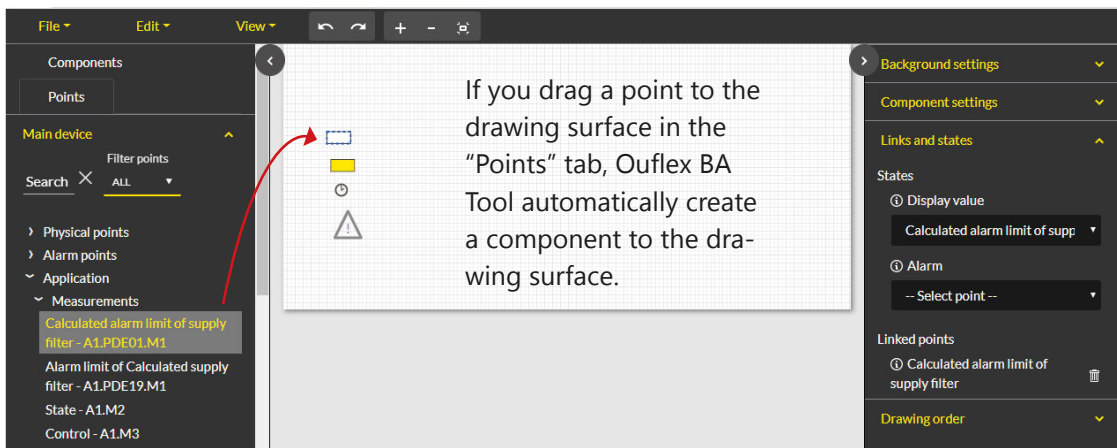 File
Edit
View
+
-
Components
Points
Main device
Filter points
Search
ALL
Physical points
Alarm points
Application
Measurements
Calculated alarm limit of supply
filter - A1.PDE01.M1
Alarm limit of Calculated supply
filter - A1.PDE19.M1
State - A1.M2
Control - A1.M3
If you drag a point to the
drawing surface in the
“Points” tab, Ouflex BA
Tool automatically create
a component to the dra-
wing surface.
Background settings
Component settings
Links and states
States
Display value
Calculated alarm limit of supp
Alarm
-- Select point --
Linked points
Calculated alarm limit of
supply filter
Drawing order